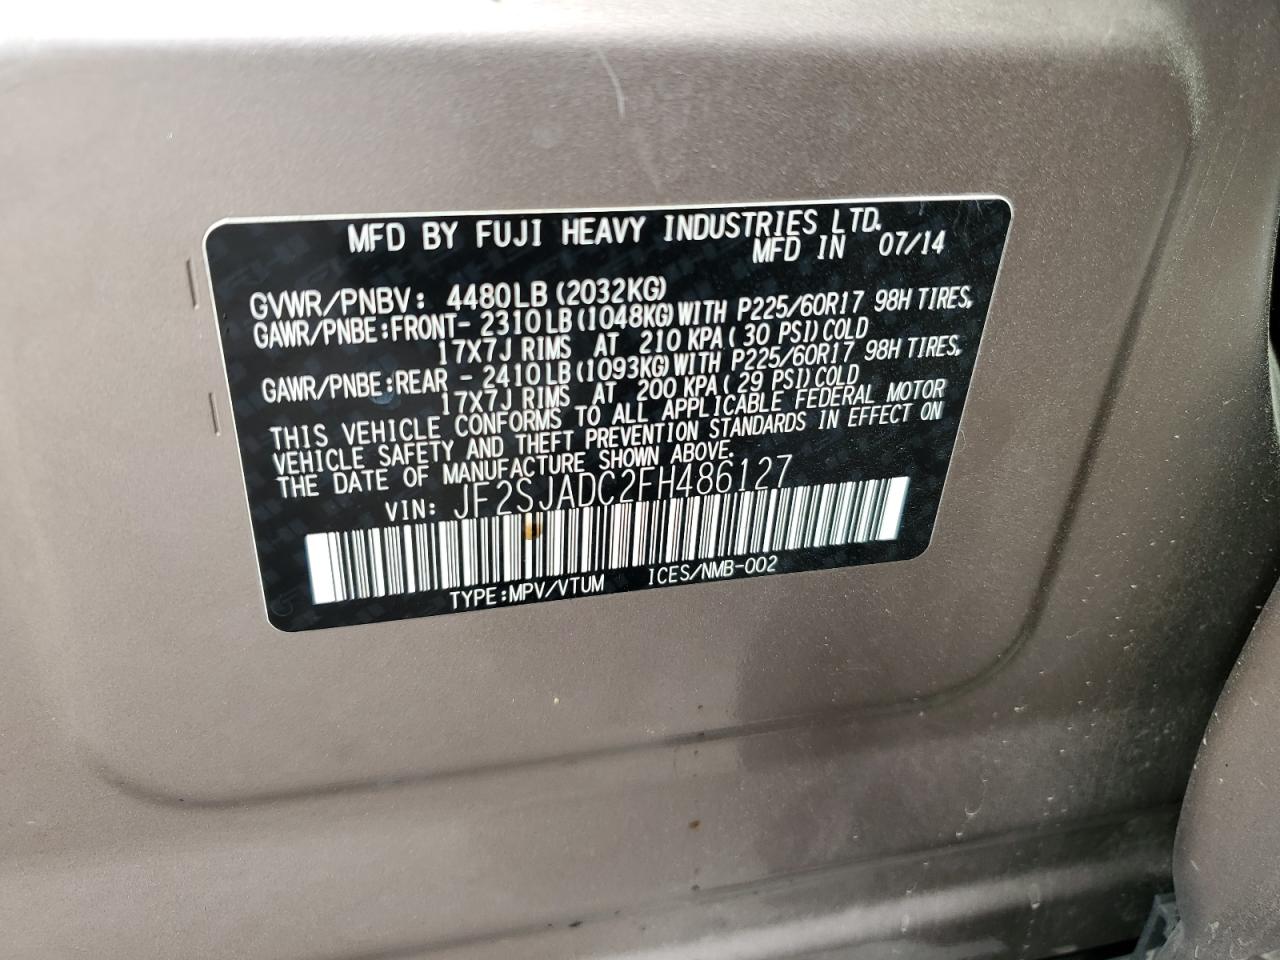 MFD BY FUJI HEAVY INDUSTRIES LTD.
MFD IN 07/14
GVWR/PNBV: 4480LB (2032KG)
GAWR/PNBE:FRONT- 2310LB (1048KG) WITH P225/60R17 98H TIRES,
17X7J RIMS AT 210 KPA ( 30 PSI) COLD
GAWR/PNBE:REAR - 2410LB (1093KG) WITH P225/60R17 98H TIRES,
17X7J RIMS AT 200 KPA ( 29 PSI) COLD
THIS VEHICLE CONFORMS TO ALL APPLICABLE FEDERAL MOTOR
VEHICLE SAFETY AND THEFT PREVENTION STANDARDS IN EFFECT ON
THE DATE OF MANUFACTURE SHOWN ABOVE.
VIN: JF2SJADC2FH486127
TYPE:MPV/VTUM ICES/NMB-002